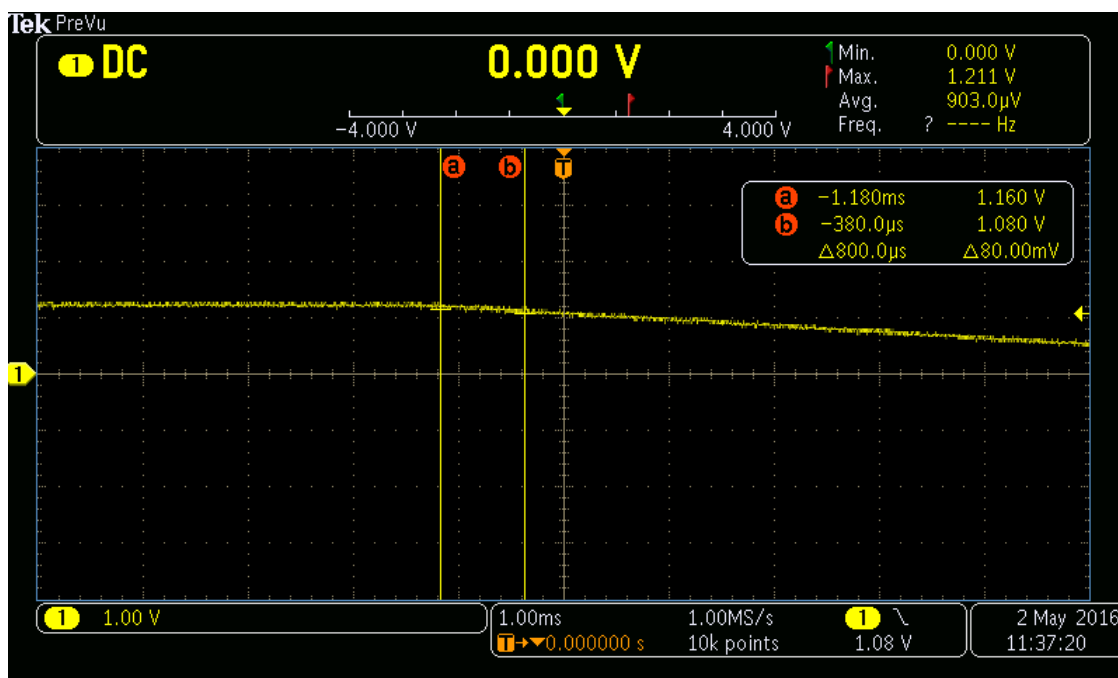 Tek PreVu
1 DC
0.000 V
-4.000 V
4.000 V
Min. 0.000 V
Max. 1.211 V
Avg. 903.0µV
Freq. ? ---- Hz
a b T
a -1.180ms 1.160 V
b -380.0µs 1.080 V
△800.0µs △80.00mV
1
1 1.00 V
1.00ms 1.00MS/s 1 \
T→▼0.000000 s 10k points 1.08 V
2 May 2016
11:37:20